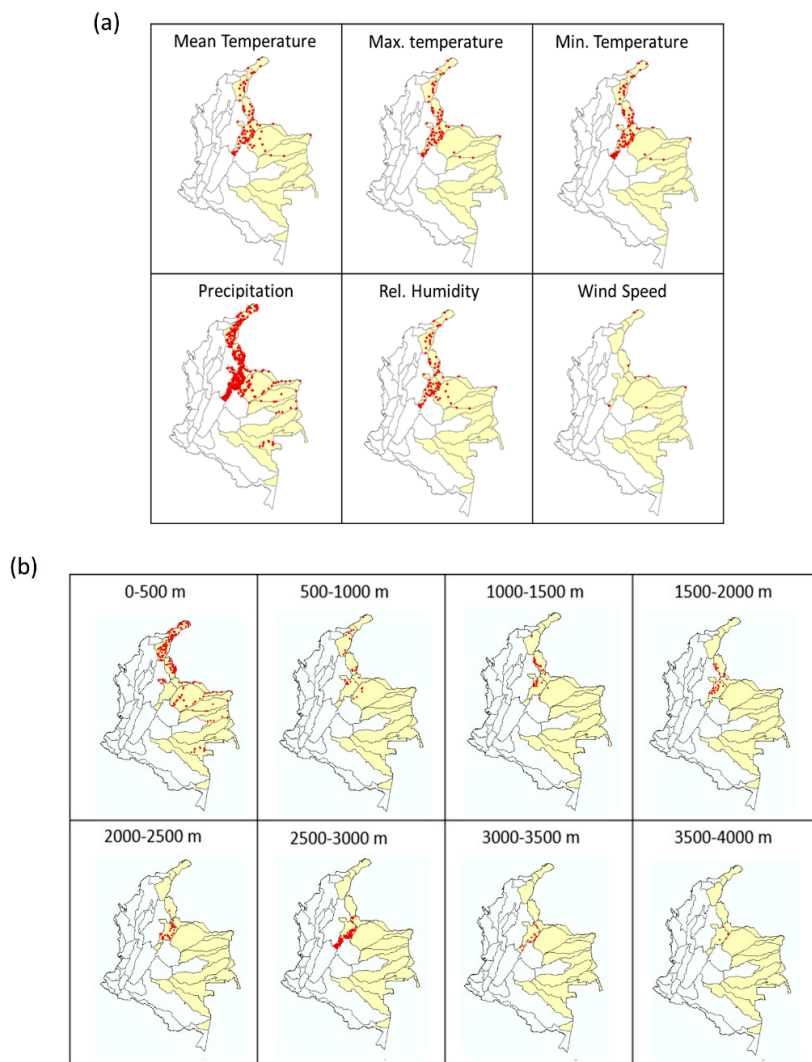 (a)
Mean Temperature
Max. temperature
Min. Temperature
Precipitation
Rel. Humidity
Wind Speed
(b)
0-500 m
500-1000 m
1000-1500 m
1500-2000 m
2000-2500 m
2500-3000 m
3000-3500 m
3500-4000 m